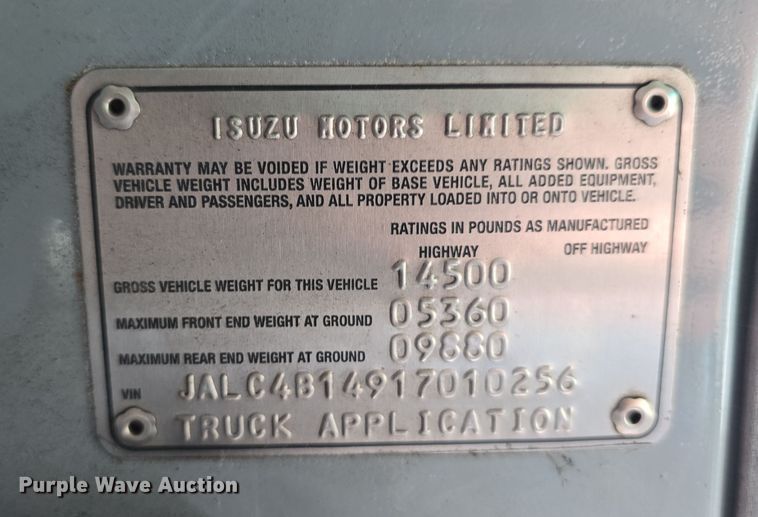 ISUZU MOTORS LIMITED
WARRANTY MAY BE VOIDED IF WEIGHT EXCEEDS ANY RATINGS SHOWN. GROSS
VEHICLE WEIGHT INCLUDES WEIGHT OF BASE VEHICLE, ALL ADDED EQUIPMENT,
DRIVER AND PASSENGERS, AND ALL PROPERTY LOADED INTO OR ONTO VEHICLE.
RATINGS IN POUNDS AS MANUFACTURED
HIGHWAY OFF HIGHWAY
GROSS VEHICLE WEIGHT FOR THIS VEHICLE 14500
MAXIMUM FRONT END WEIGHT AT GROUND 05360
MAXIMUM REAR END WEIGHT AT GROUND 09880
VIN JALC4B14917010256
TRUCK APPLICATION
Purple Wave Auction